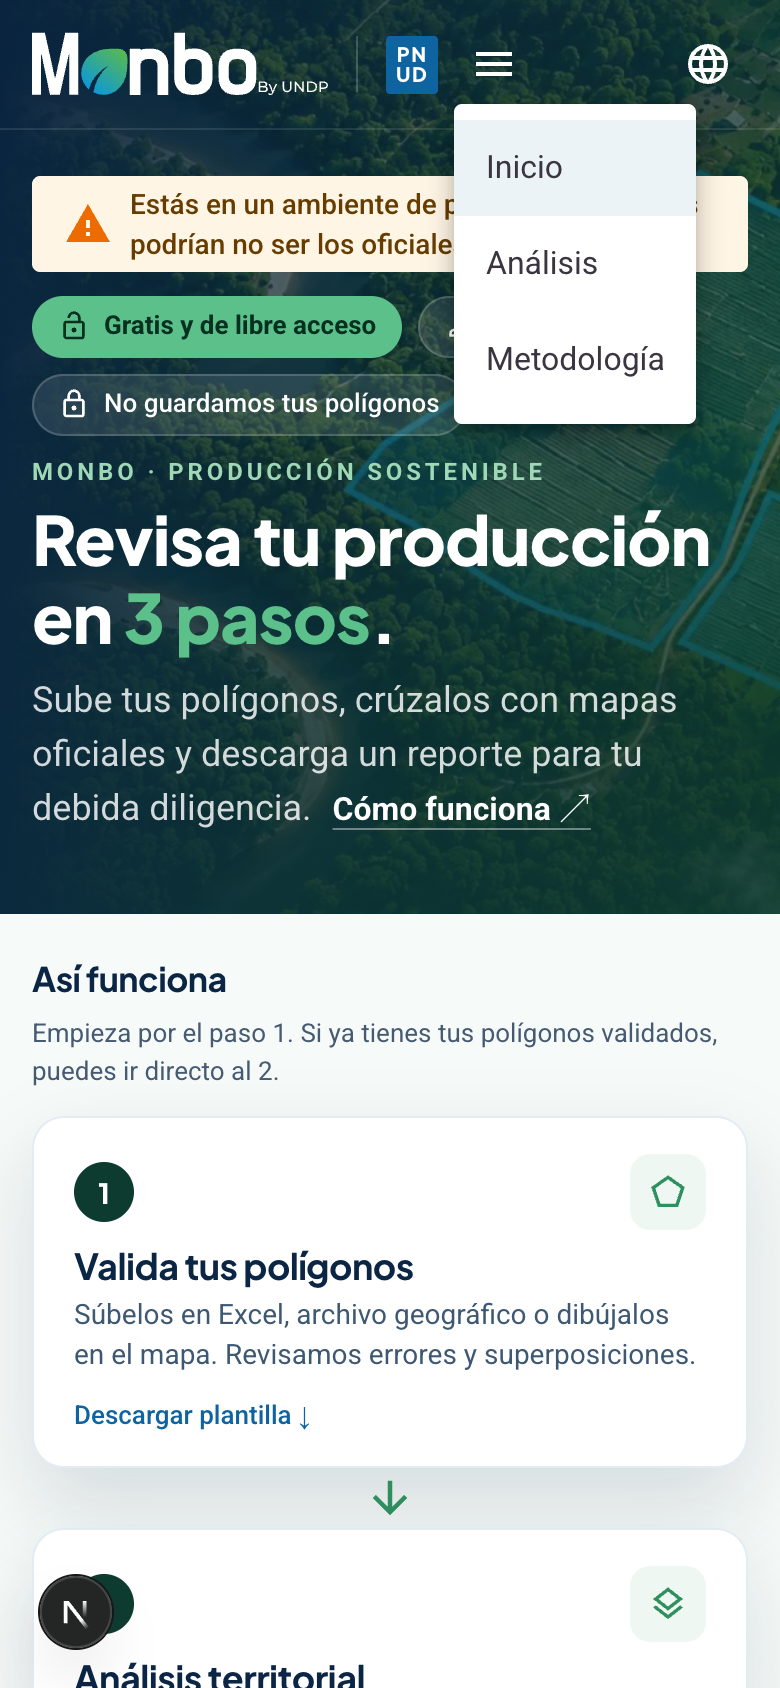 Monbo By UNDP
PN
UD
Inicio
Análisis
Metodología
Estás en un ambiente de
podrían no ser los oficiale
Gratis y de libre acceso
No guardamos tus polígonos
MONBO · PRODUCCIÓN SOSTENIBLE
Revisa tu producción
en 3 pasos.
Sube tus polígonos, crúzalos con mapas
oficiales y descarga un reporte para tu
debida diligencia. Cómo funciona ↗
Así funciona
Empieza por el paso 1. Si ya tienes tus polígonos validados,
puedes ir directo al 2.
1
Valida tus polígonos
Súbelos en Excel, archivo geográfico o dibújalos
en el mapa. Revisamos errores y superposiciones.
Descargar plantilla ↓
N
Análisis territorial